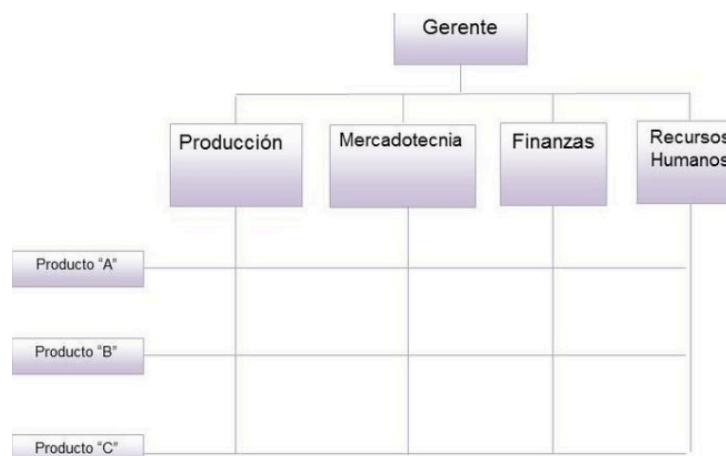 Gerente
Producción
Mercadotecnia
Finanzas
Recursos
Humanos
Producto "A"
Producto "B"
Producto "C"